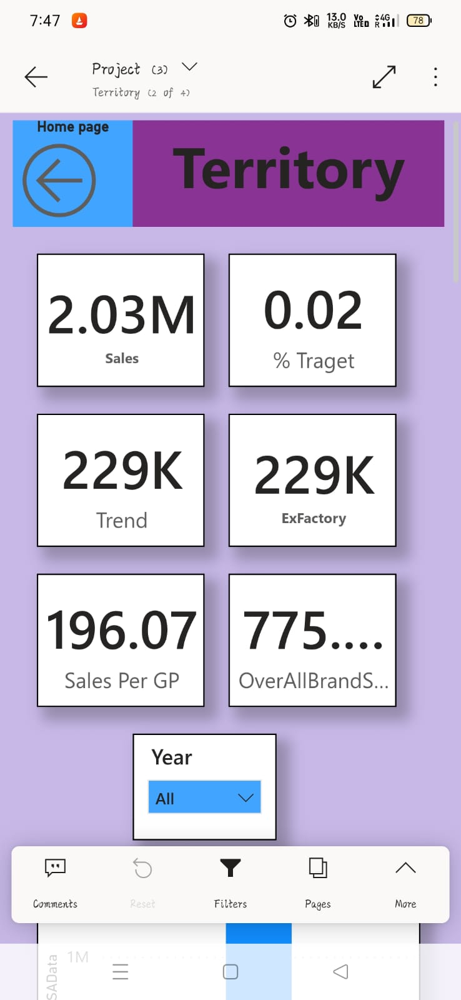 7:47
13.0 KB/S
Vo LTED
4G R
78
Project (3)
Territory (2 of 4)
Home page
Territory
2.03M
Sales
0.02
% Traget
229K
Trend
229K
ExFactory
196.07
Sales Per GP
775....
OverAllBrandS...
Year
All
Comments
Reset
Filters
Pages
More
1M
SAData